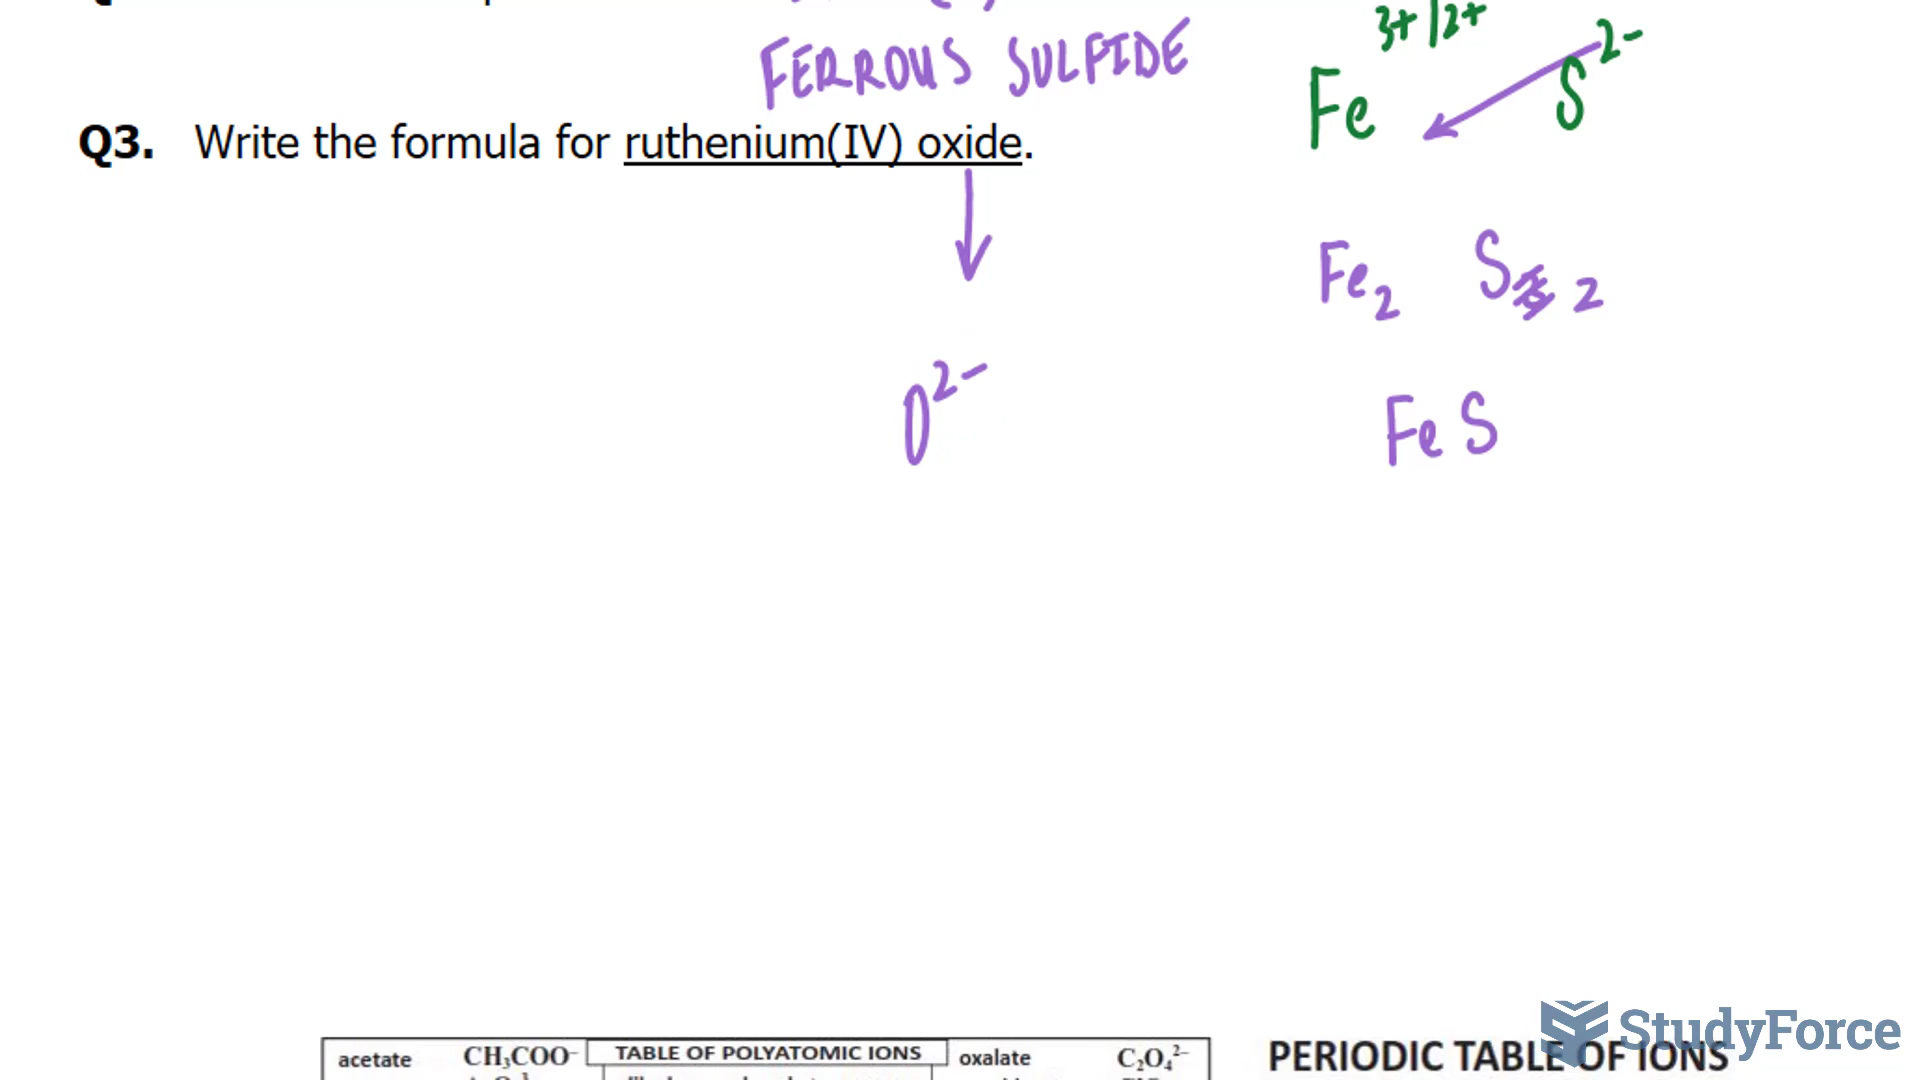 FERROUS SULFIDE
Fe 3+/2+ S 2-
Q3. Write the formula for ruthenium(IV) oxide.
Fe2 S 2
O2-
Fe S
acetate CH3COO– TABLE OF POLYATOMIC IONS oxalate C2O42–
PERIODIC TABLE OF IONS
StudyForce